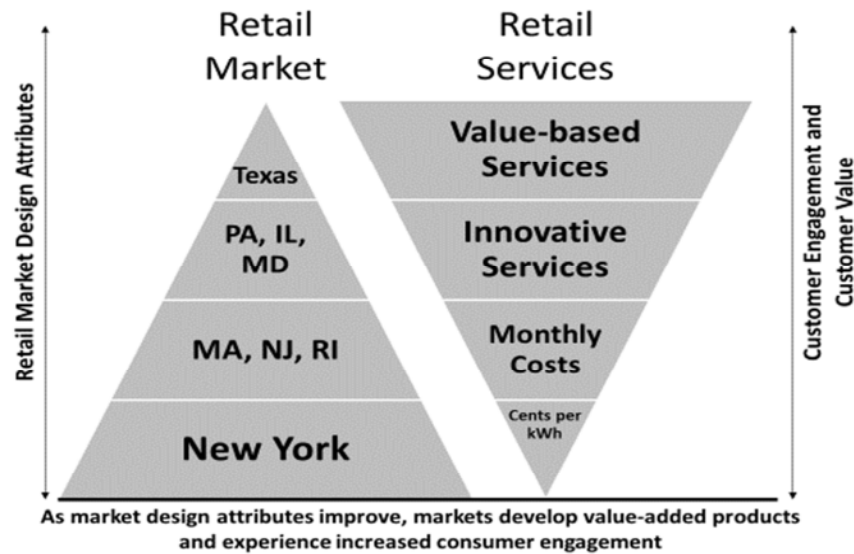 Retail
Market
Retail
Services
Retail Market Design Attributes
Texas
PA, IL,
MD
MA, NJ, RI
New York
Value-based
Services
Innovative
Services
Monthly
Costs
Cents per
kWh
Customer Engagement and
Customer Value
As market design attributes improve, markets develop value-added products
and experience increased consumer engagement